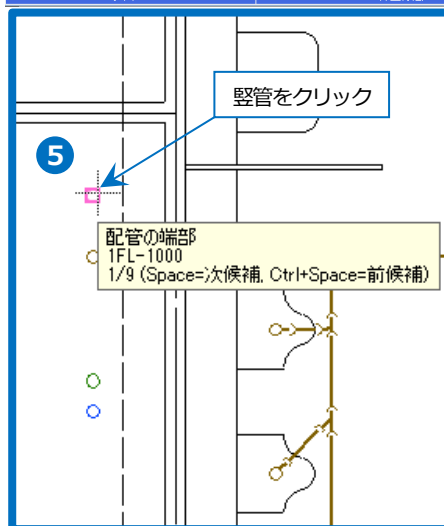 竪管をクリック
5
配管の端部
1FL-1000
1/9 (Space=次候補, Ctrl+Space=前候補)